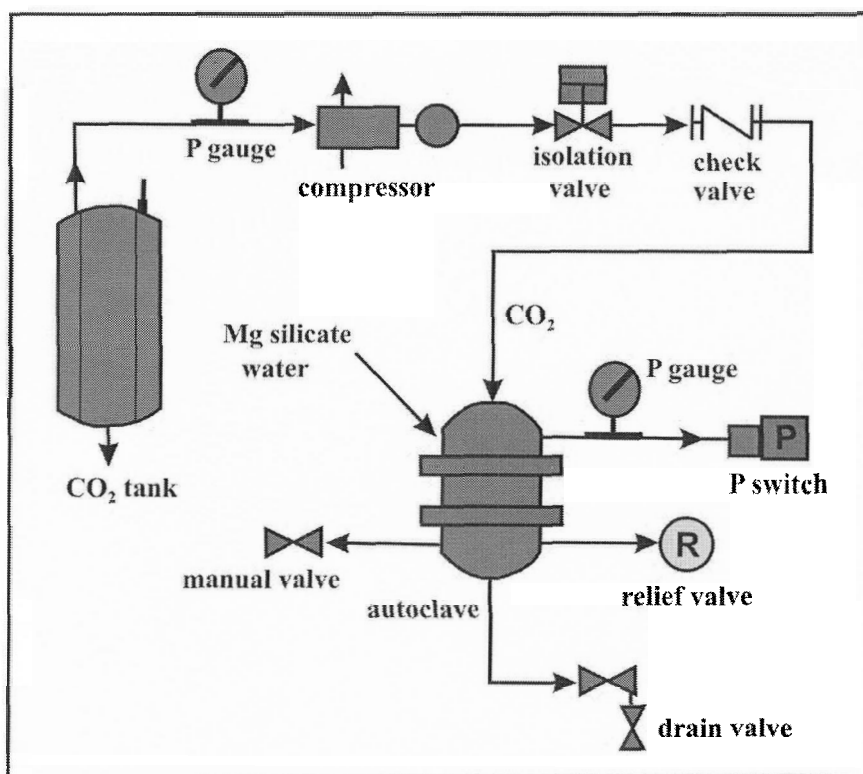 P gauge
compressor
isolation
valve
check
valve
CO₂
Mg silicate
water
P gauge
P
P switch
CO₂ tank
manual valve
R
relief valve
autoclave
drain valve